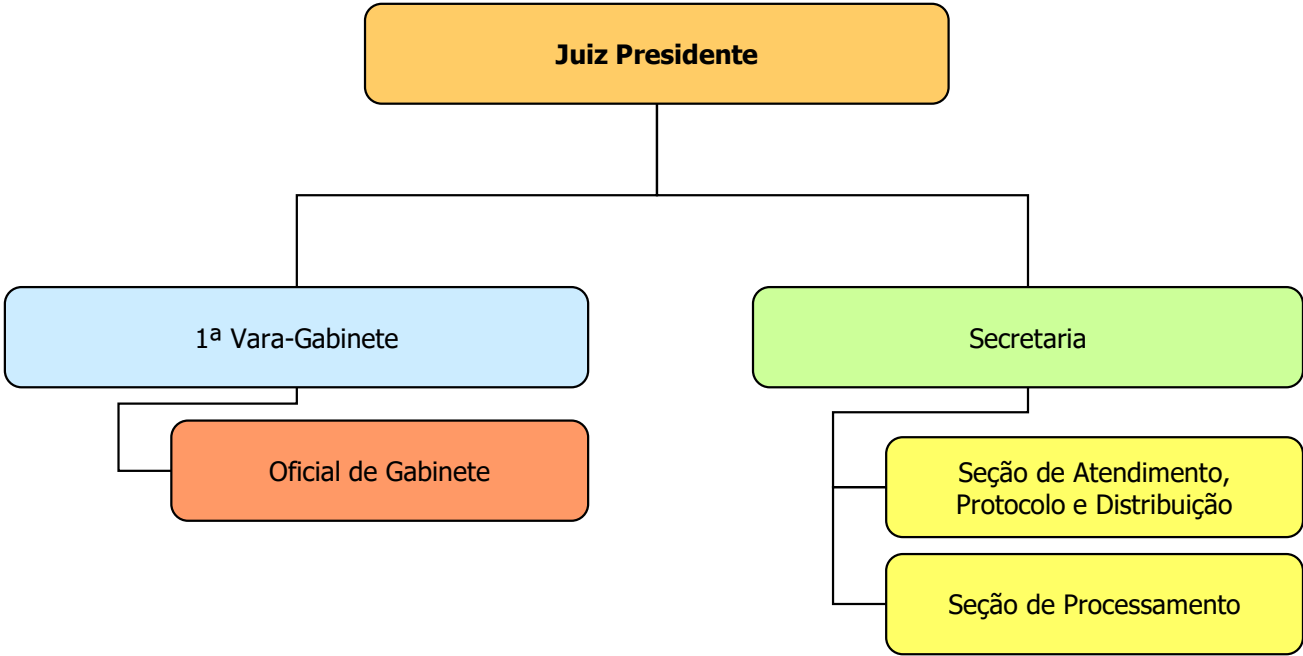 Juiz Presidente
1ª Vara-Gabinete
Secretaria
Oficial de Gabinete
Seção de Atendimento,
Protocolo e Distribuição
Seção de Processamento